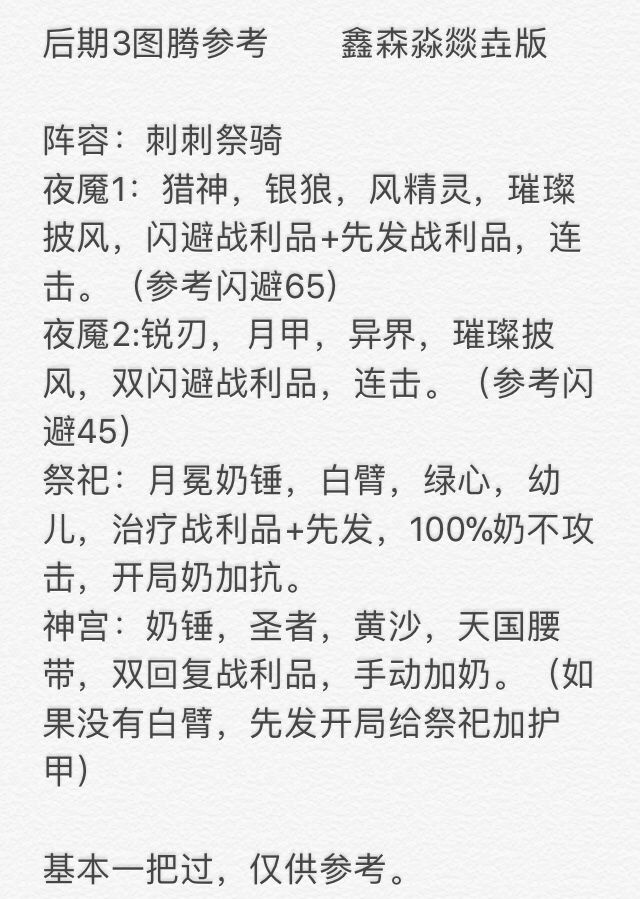 后期3图腾参考 鑫森淼燚垚版
阵容：刺刺祭骑
夜魇1：猎神，银狼，风精灵，璀璨
披风，闪避战利品+先发战利品，连
击。（参考闪避65）
夜魇2:锐刃，月甲，异界，璀璨披
风，双闪避战利品，连击。（参考闪
避45）
祭祀：月冕奶锤，白臂，绿心，幼
儿，治疗战利品+先发，100%奶不攻
击，开局奶加抗。
神宫：奶锤，圣者，黄沙，天国腰
带，双回复战利品，手动加奶。（如
果没有白臂，先发开局给祭祀加护
甲）
基本一把过，仅供参考。